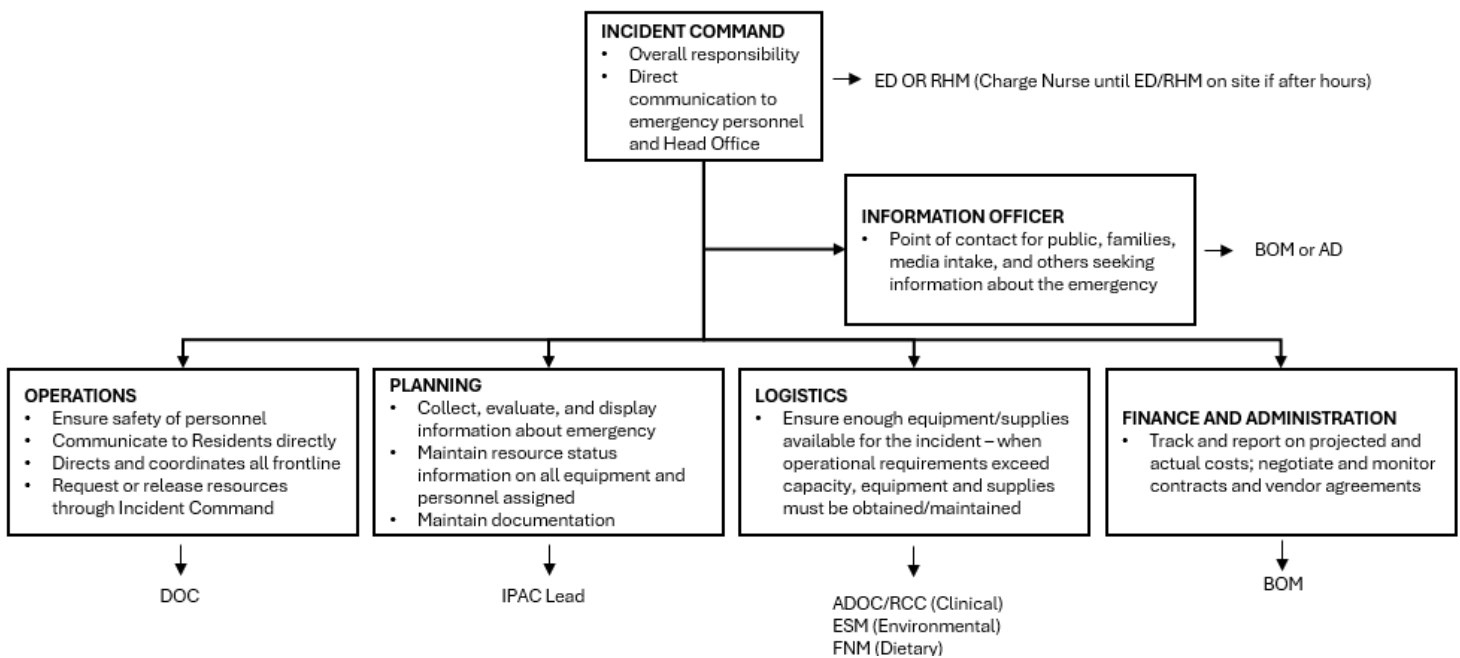 INCIDENT COMMAND
• Overall responsibility
• Direct
communication to
emergency personnel
and Head Office
ED OR RHM (Charge Nurse until ED/RHM on site if after hours)
INFORMATION OFFICER
• Point of contact for public, families,
media intake, and others seeking
information about the emergency
BOM or AD
OPERATIONS
• Ensure safety of personnel
• Communicate to Residents directly
• Directs and coordinates all frontline
• Request or release resources
through Incident Command
DOC
PLANNING
• Collect, evaluate, and display
information about emergency
• Maintain resource status
information on all equipment and
personnel assigned
• Maintain documentation
IPAC Lead
LOGISTICS
• Ensure enough equipment/supplies
available for the incident – when
operational requirements exceed
capacity, equipment and supplies
must be obtained/maintained
ADOC/RCC (Clinical)
ESM (Environmental)
FNM (Dietary)
FINANCE AND ADMINISTRATION
• Track and report on projected and
actual costs; negotiate and monitor
contracts and vendor agreements
BOM